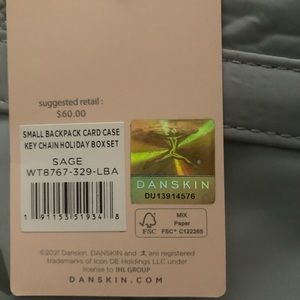 suggested retail :
$60.00
SMALL BACKPACK CARD CASE
KEY CHAIN HOLIDAY BOX SET
SAGE
WT8767-329-LBA
1 91153 51934 8
DANSKIN
DU13914576
FSC
MIX
Paper
FSC® C122265
©2021 Danskin. DANSKIN and are registered
trademarks of Icon DE Holdings LLC under
license to IHL GROUP
DANSKIN.COM